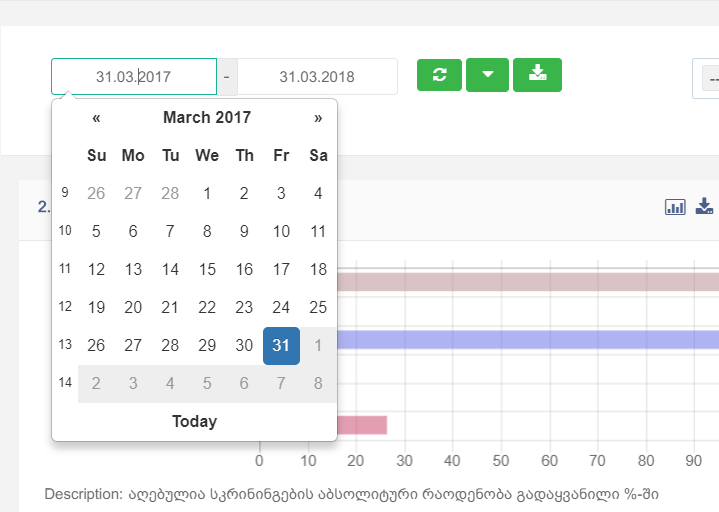 31.03.2017 - 31.03.2018
--
« March 2017 »
Su Mo Tu We Th Fr Sa
9 26 27 28 1 2 3 4
10 5 6 7 8 9 10 11
11 12 13 14 15 16 17 18
12 19 20 21 22 23 24 25
13 26 27 28 29 30 31 1
14 2 3 4 5 6 7 8
Today
2.
0 10 20 30 40 50 60 70 80 90
Description: აღებულია სკრინინგების აბსოლიტური რაოდენობა გადაყვანილი %-ში